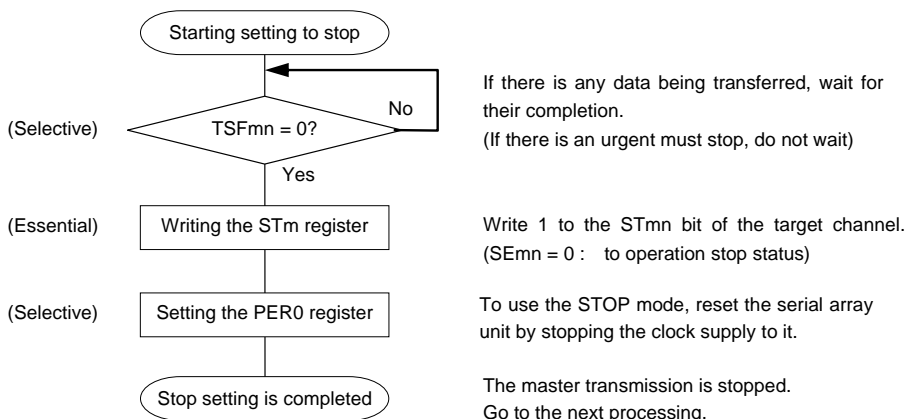 Starting setting to stop
No
If there is any data being transferred, wait for
their completion.
(If there is an urgent must stop, do not wait)
(Selective)
TSFmn = 0?
Yes
(Essential)
Writing the STm register
Write 1 to the STmn bit of the target channel.
(SEmn = 0 : to operation stop status)
(Selective)
Setting the PER0 register
To use the STOP mode, reset the serial array
unit by stopping the clock supply to it.
Stop setting is completed
The master transmission is stopped.
Go to the next processing.